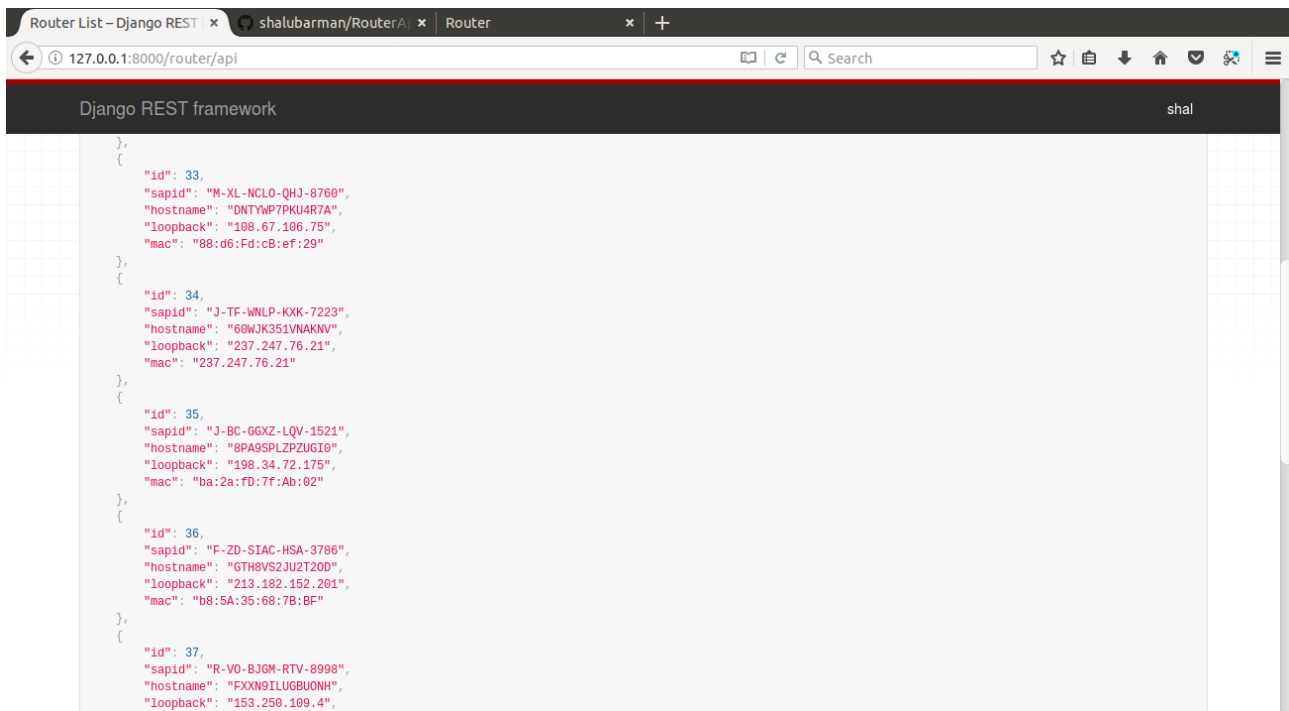 Router List – Django REST
shalubarman/RouterA
Router
127.0.0.1:8000/router/api
Search
Django REST framework
shal
},
{
"id": 33,
"sapid": "M-XL-NCLO-QHJ-8760",
"hostname": "DNTYWP7PKU4R7A",
"loopback": "108.67.106.75",
"mac": "88:d6:Fd:cB:ef:29"
},
{
"id": 34,
"sapid": "J-TF-WNLP-KXK-7223",
"hostname": "60WJK351VNAKNV",
"loopback": "237.247.76.21",
"mac": "237.247.76.21"
},
{
"id": 35,
"sapid": "J-BC-GGXZ-LQV-1521",
"hostname": "8PA9SPLZPZUGI0",
"loopback": "198.34.72.175",
"mac": "ba:2a:fD:7f:Ab:02"
},
{
"id": 36,
"sapid": "F-ZD-SIAC-HSA-3786",
"hostname": "GTH8VS2JU2T2OD",
"loopback": "213.182.152.201",
"mac": "b8:5A:35:68:7B:BF"
},
{
"id": 37,
"sapid": "R-VO-BJGM-RTV-8998",
"hostname": "FXXN9ILUGBUONH",
"loopback": "153.250.109.4",